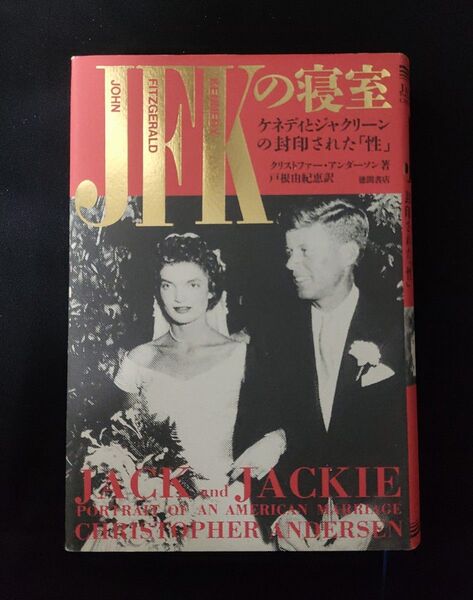 JFKの寝室
JOHN
FITZGERALD
KENNEDY
ケネディとジャクリーン
の封印された「性」
クリストファー・アンダーソン 著
戸根由紀恵訳 徳間書店
JACK and JACKIE
PORTRAIT OF AN AMERICAN MARRIAGE
CHRISTOPHER ANDERSEN